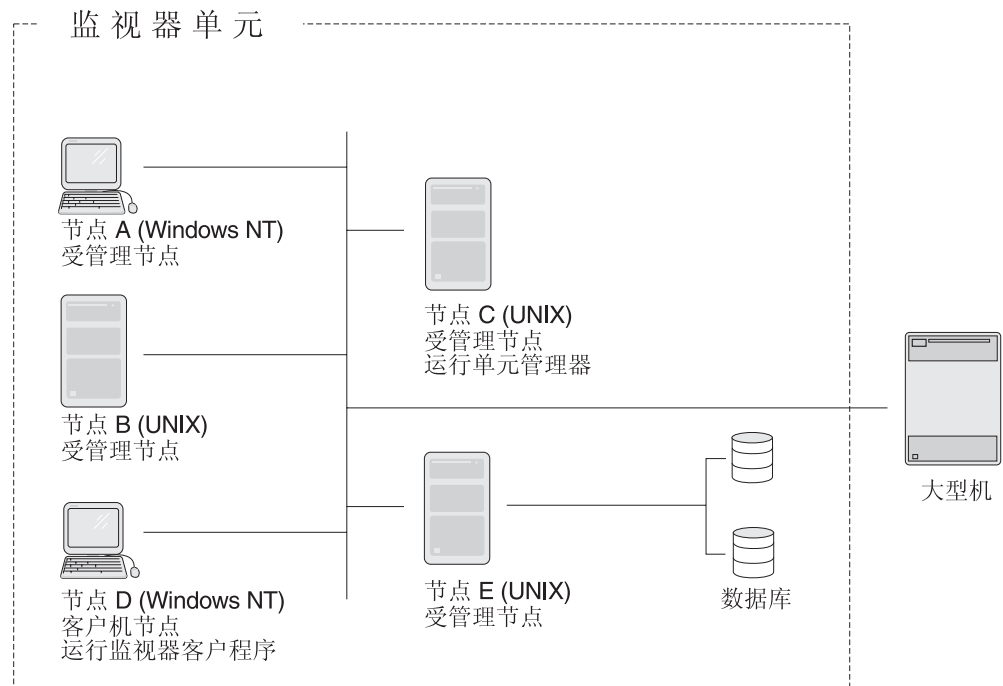 监视器单元
节点 A (Windows NT)
受管理节点
节点 C (UNIX)
受管理节点
运行单元管理器
节点 B (UNIX)
受管理节点
大型机
节点 D (Windows NT)
客户机节点
运行监视器客户程序
节点 E (UNIX)
受管理节点
数据库